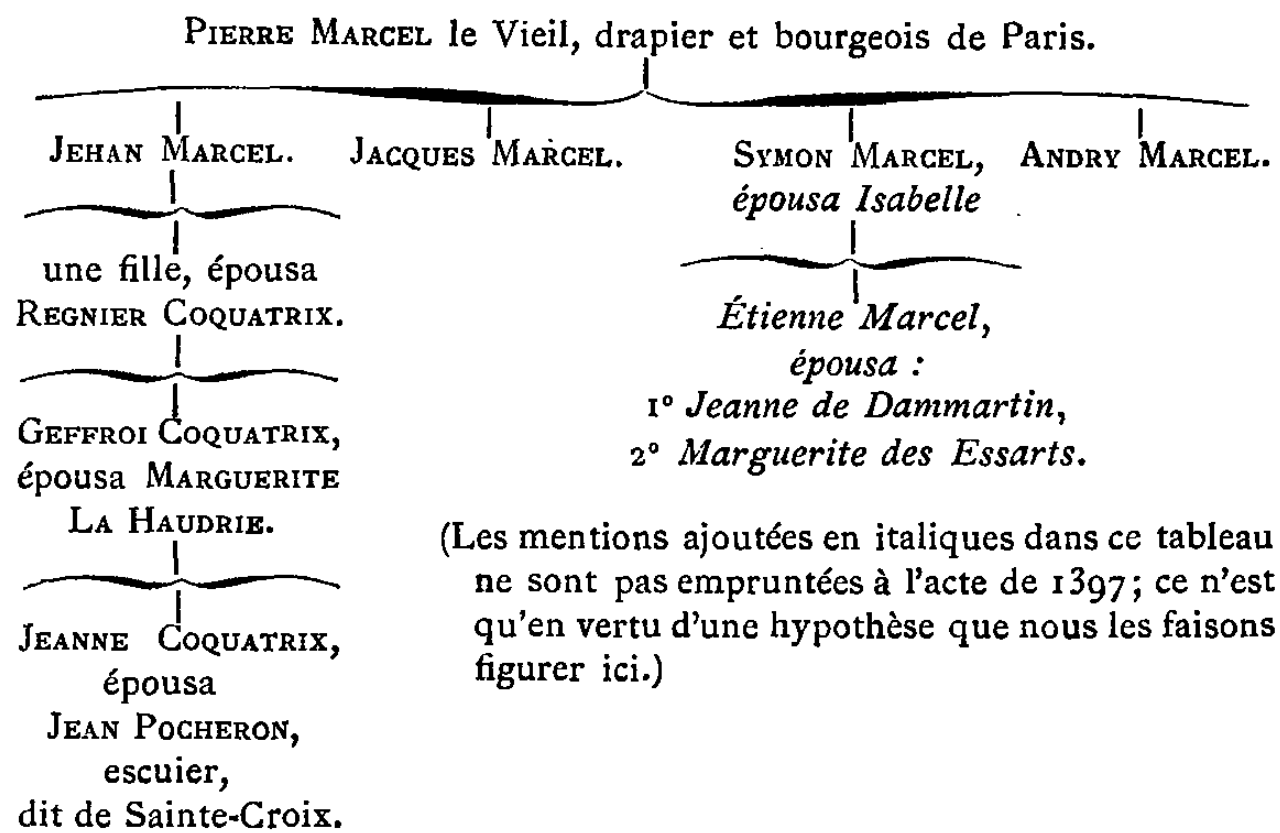 PIERRE MARCEL le Vieil, drapier et bourgeois de Paris.
JEHAN MARCEL. JACQUES MARCEL. SYMON MARCEL, ANDRY MARCEL.
épousa Isabelle
une fille, épousa
REGNIER COQUATRIX.
Étienne Marcel,
épousa :
1º Jeanne de Dammartin,
2º Marguerite des Essarts.
GEFFROI COQUATRIX,
épousa MARGUERITE
LA HAUDRIE.
JEANNE COQUATRIX,
épousa
JEAN POCHERON,
escuier,
dit de Sainte-Croix.
(Les mentions ajoutées en italiques dans ce tableau
ne sont pas empruntées à l'acte de 1397; ce n'est
qu'en vertu d'une hypothèse que nous les faisons
figurer ici.)